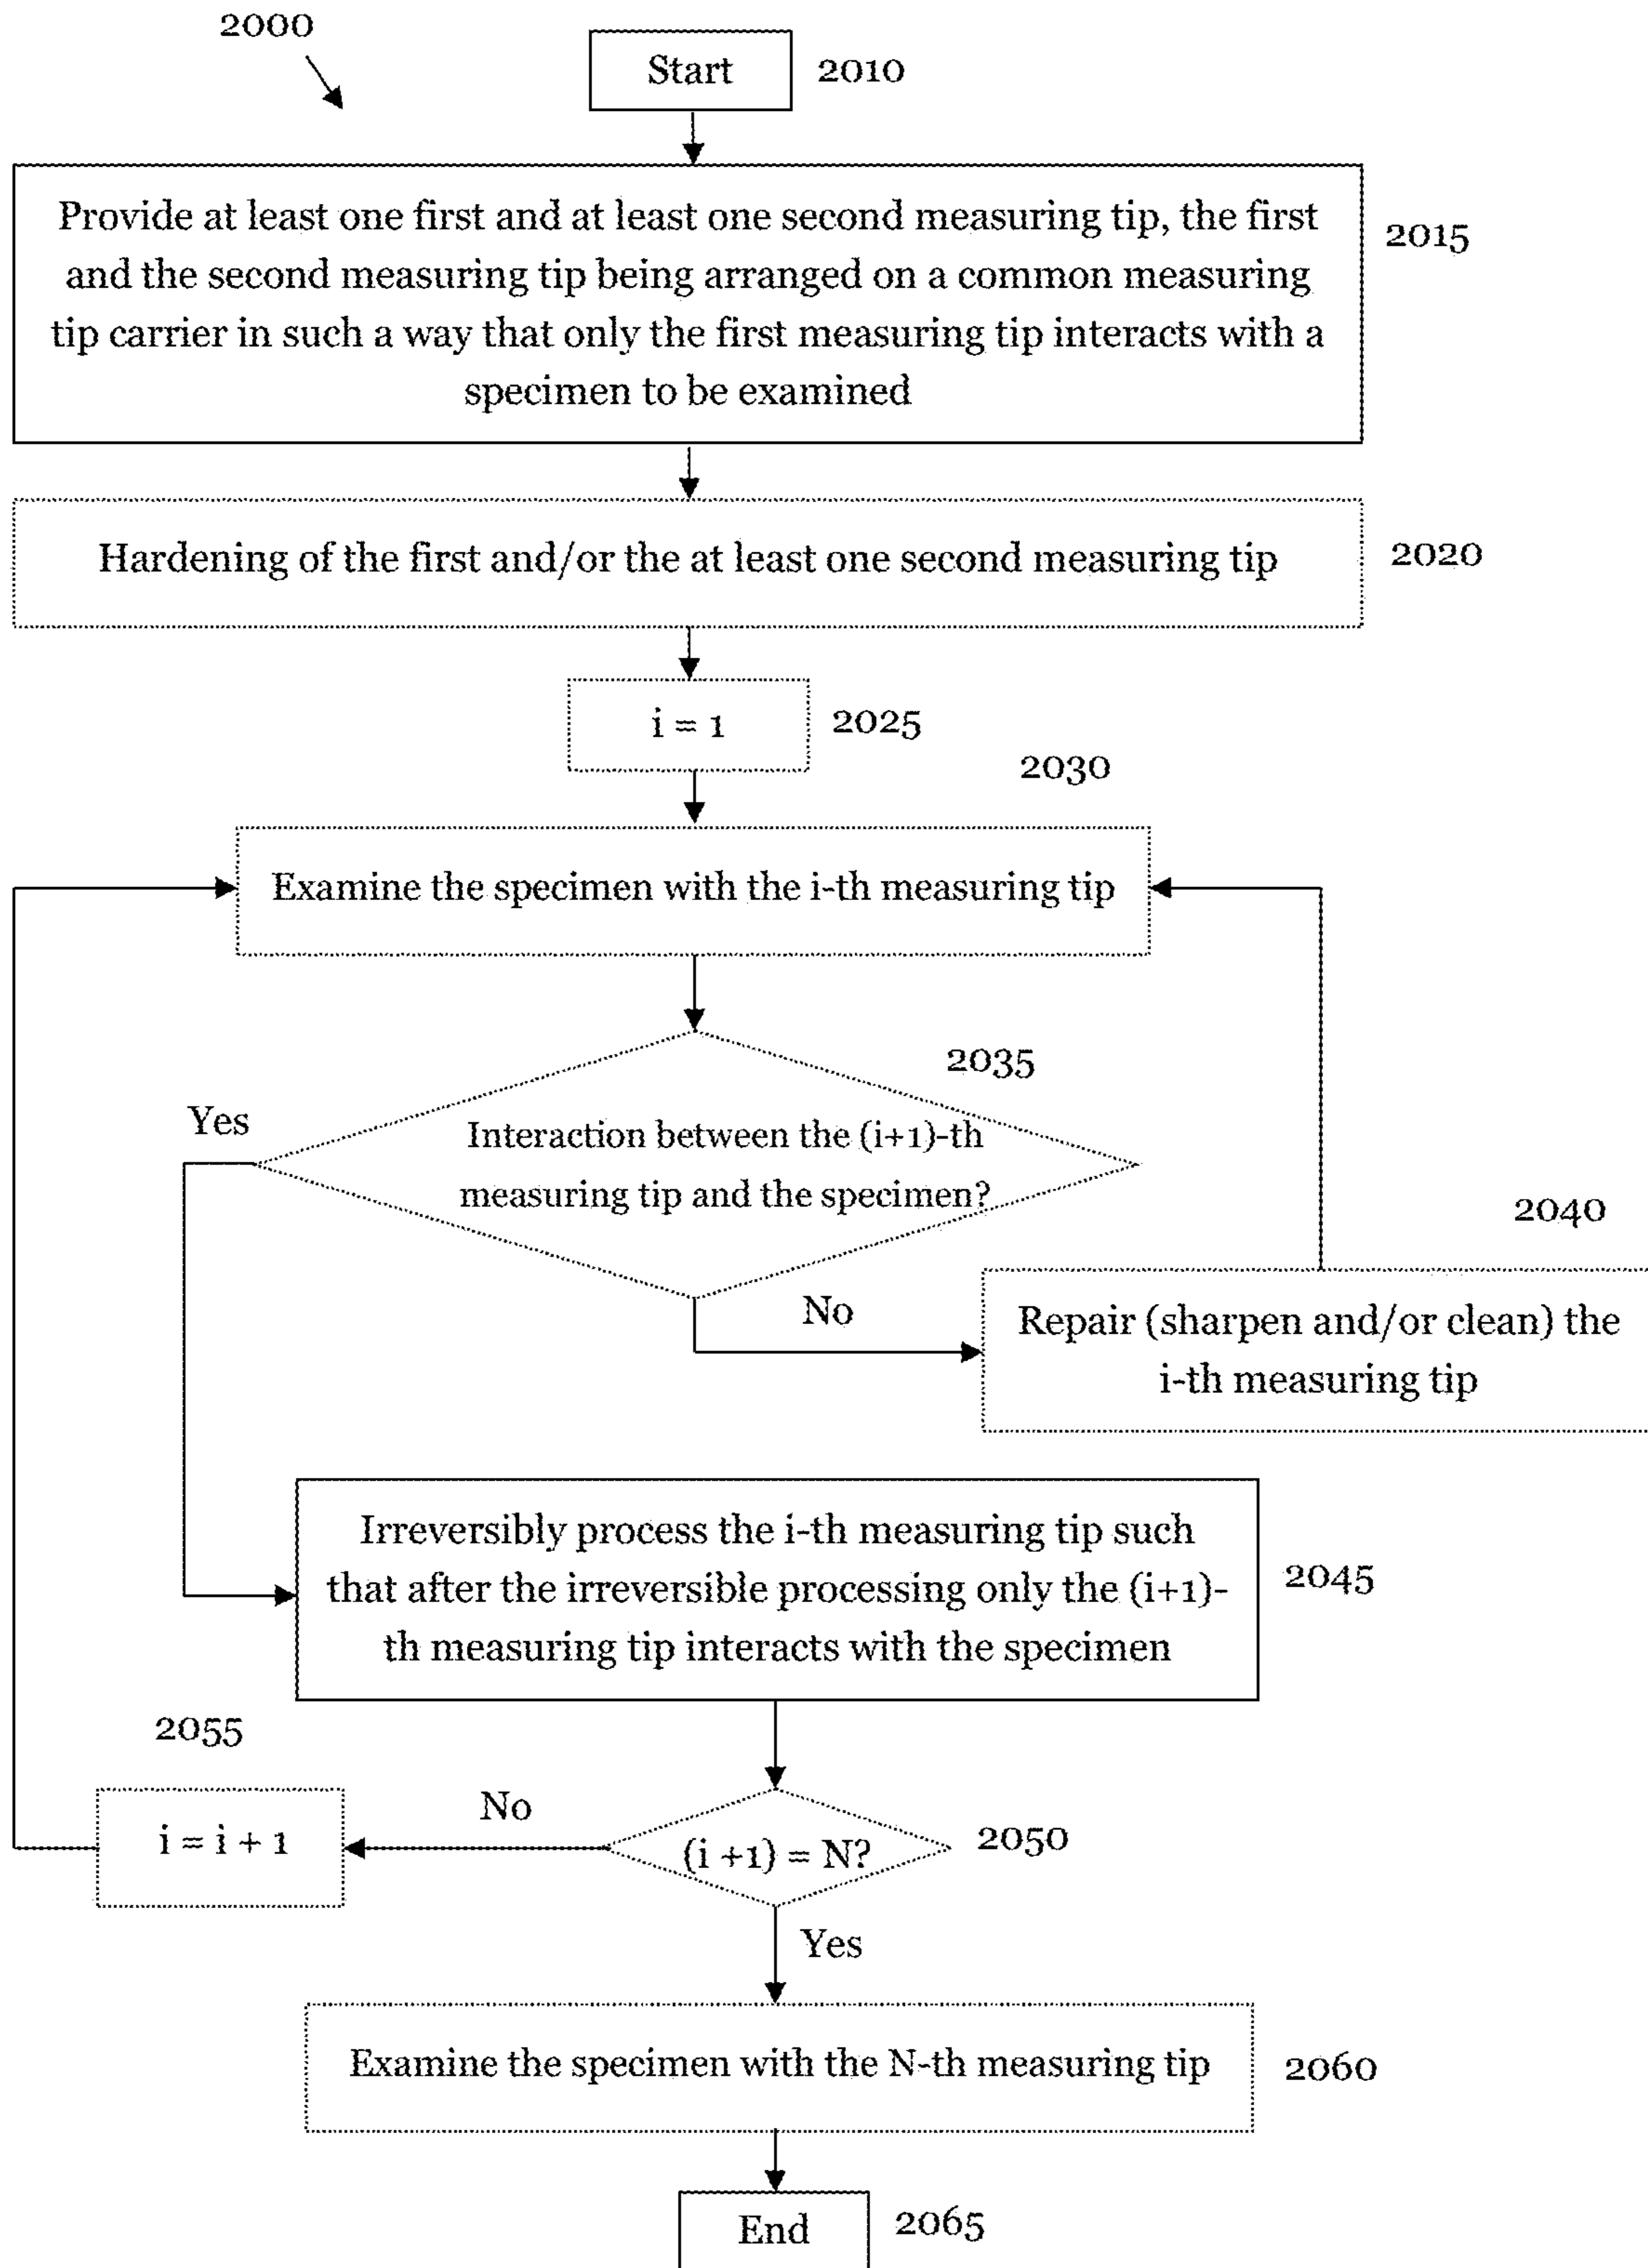 2000
Start
2010
Provide at least one first and at least one second measuring tip, the first
and the second measuring tip being arranged on a common measuring
tip carrier in such a way that only the first measuring tip interacts with a
specimen to be examined
2015
Hardening of the first and/or the at least one second measuring tip
2020
i = 1
2025
2030
Examine the specimen with the i-th measuring tip
2035
Yes
Interaction between the (i+1)-th
measuring tip and the specimen?
2040
No
Repair (sharpen and/or clean) the
i-th measuring tip
Irreversibly process the i-th measuring tip such
that after the irreversible processing only the (i+1)-
th measuring tip interacts with the specimen
2045
2055
i = i + 1
No
(i +1) = N?
2050
Yes
Examine the specimen with the N-th measuring tip
2060
End
2065